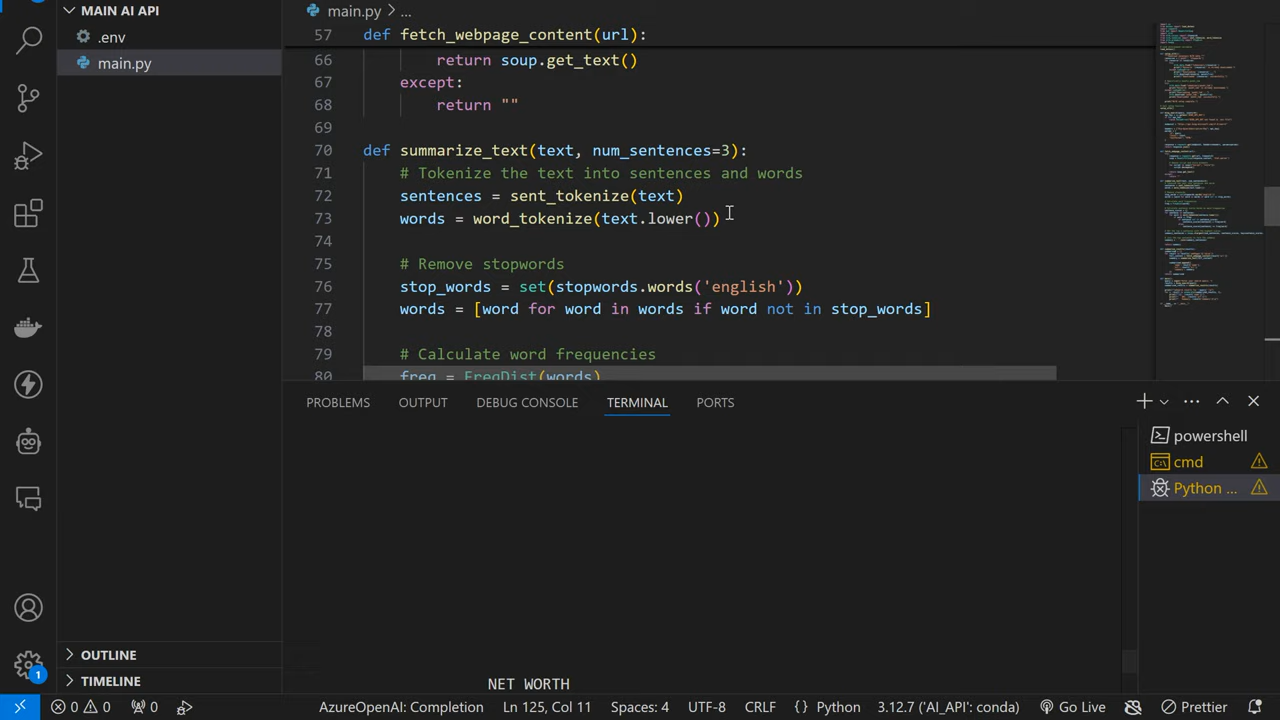 MAIN AI API
.env
main.py
main.py > ...
57 def fetch_webpage_content(url):
66 return soup.get_text()
67 except:
68 return ""
69
70 def summarize_text(text, num_sentences=3):
71 # Tokenize the text into sentences and words
72 sentences = sent_tokenize(text)
73 words = word_tokenize(text.lower())
74
75 # Remove stopwords
76 stop_words = set(stopwords.words('english'))
77 words = [word for word in words if word not in stop_words]
78
79 # Calculate word frequencies
80 freq = FreqDist(words)
PROBLEMS OUTPUT DEBUG CONSOLE TERMINAL PORTS
powershell
cmd
Python ...
NET WORTH
OUTLINE
TIMELINE
1
0 0 0 AzureOpenAI: Completion Ln 125, Col 11 Spaces: 4 UTF-8 CRLF {} Python 3.12.7 ('AI_API': conda) Go Live Prettier